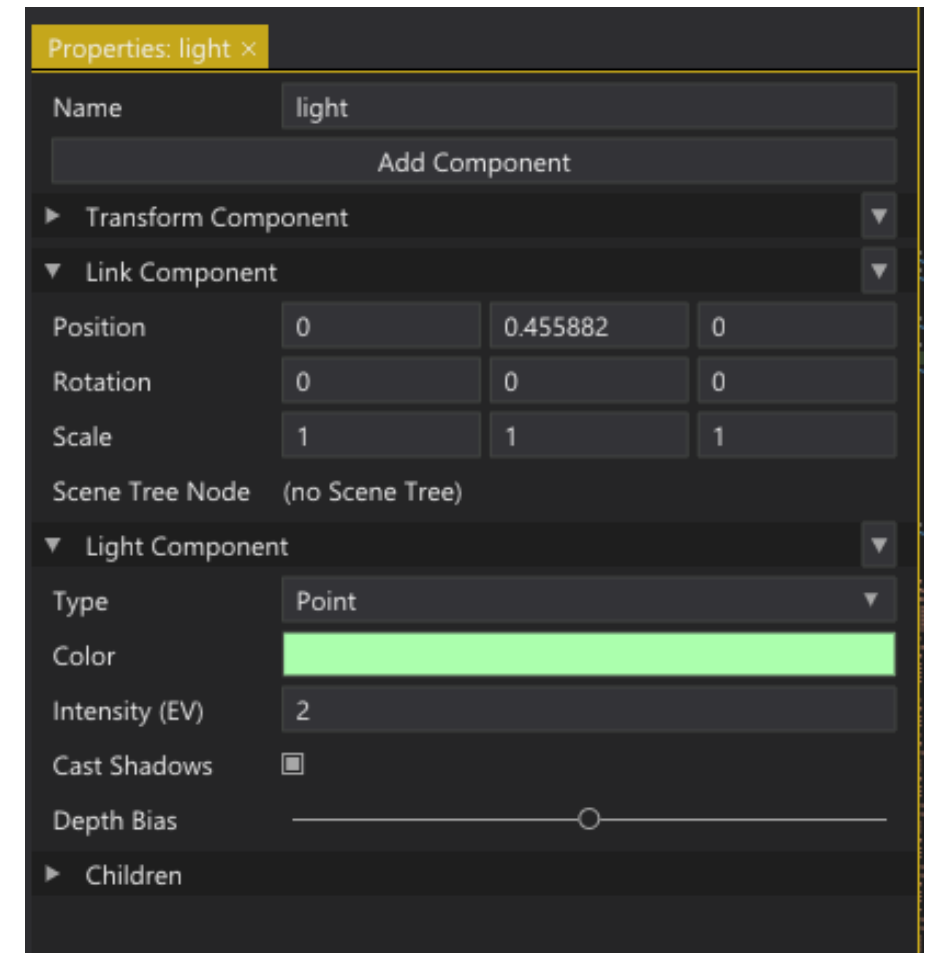 Properties: light ×
Name light
Add Component
Transform Component
Link Component
Position 0 0.455882 0
Rotation 0 0 0
Scale 1 1 1
Scene Tree Node (no Scene Tree)
Light Component
Type Point
Color
Intensity (EV) 2
Cast Shadows
Depth Bias
Children